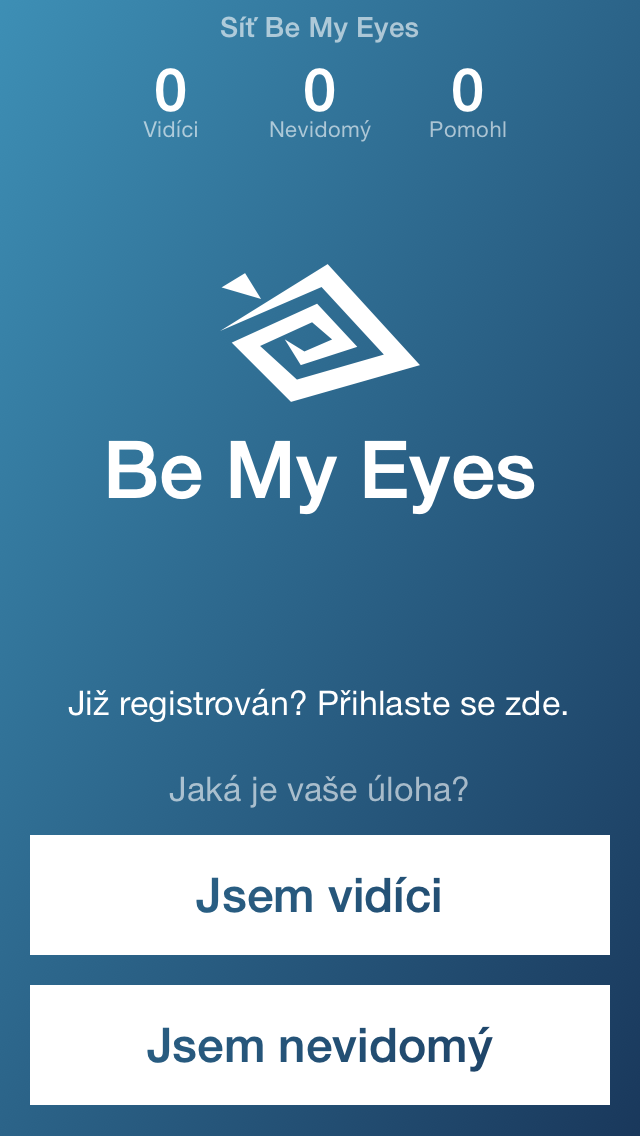 Síť Be My Eyes
0 0 0
Vidíci Nevidomý Pomohl
Be My Eyes
Již registrován? Přihlaste se zde.
Jaká je vaše úloha?
Jsem vidíci
Jsem nevidomý